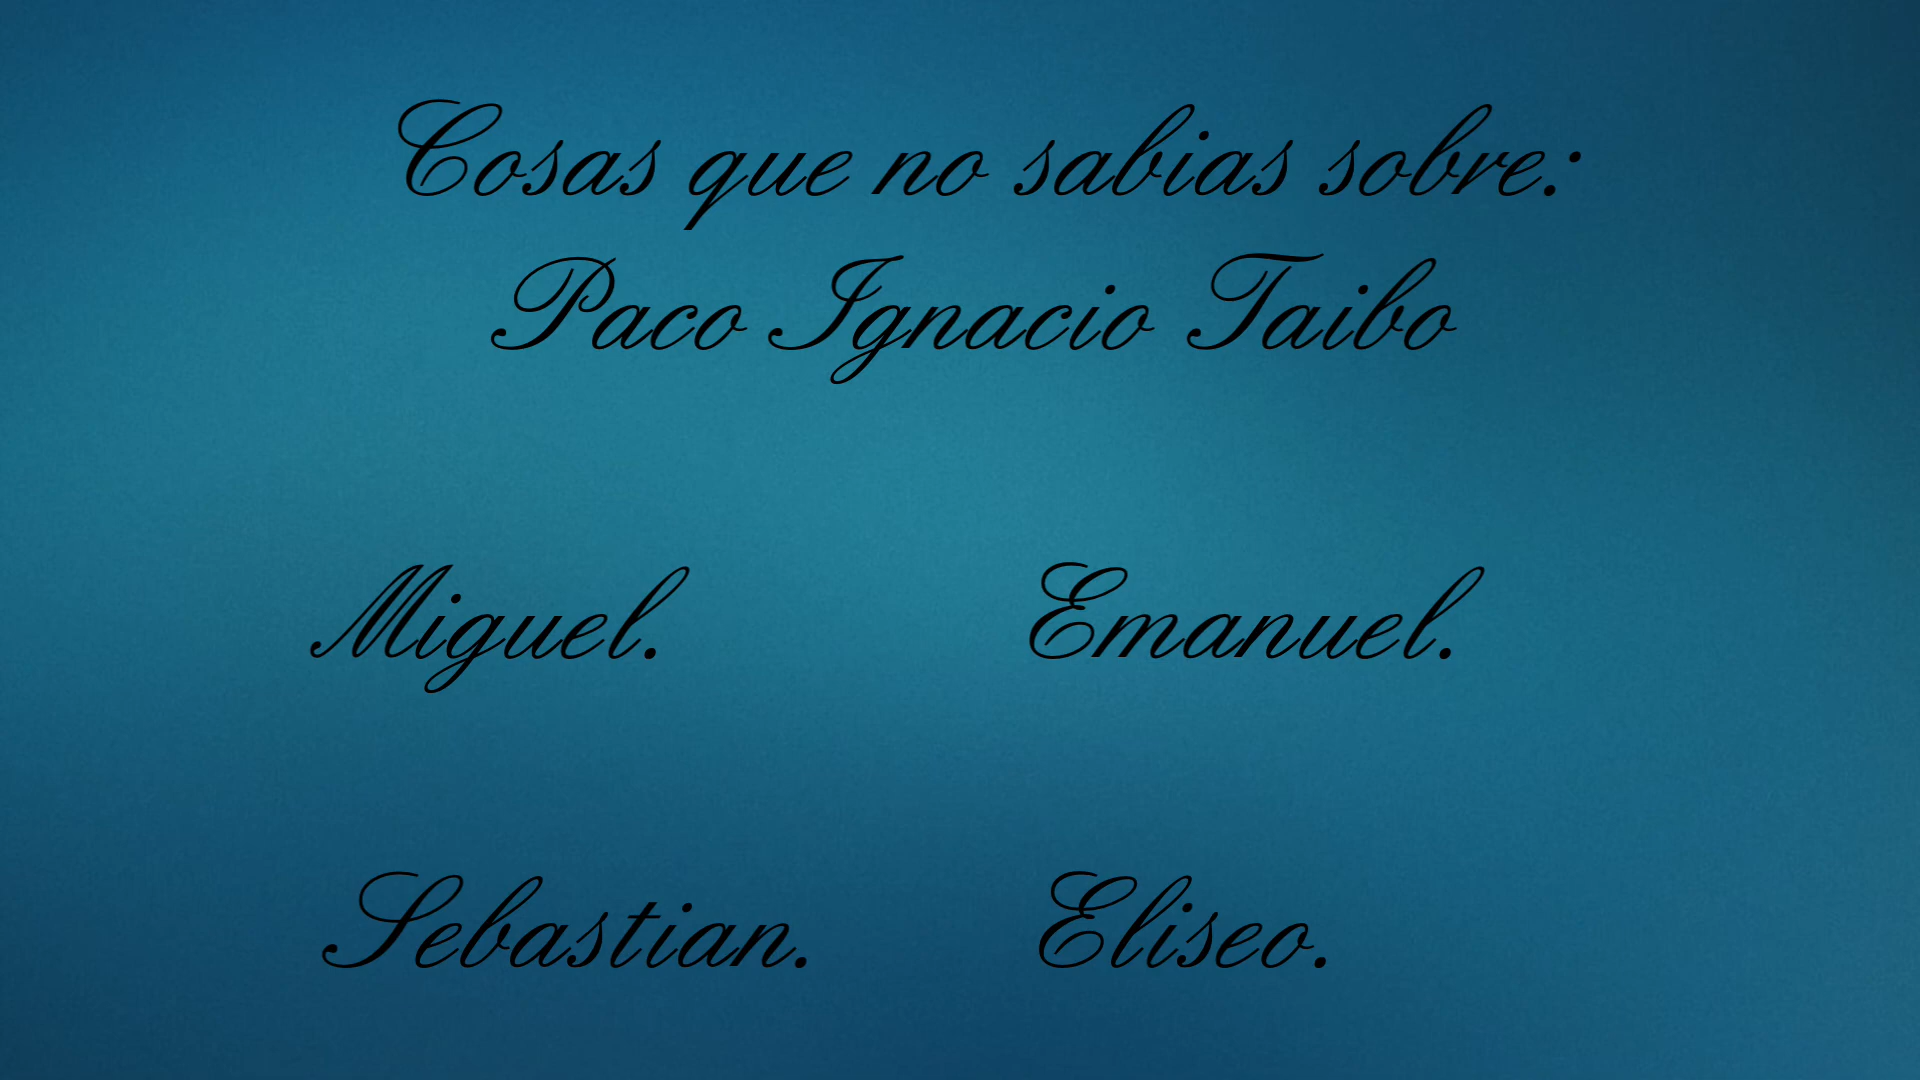 Cosas que no sabias sobre:
Paco Ignacio Taibo
Miguel. Emanuel.
Sebastian. Eliseo.